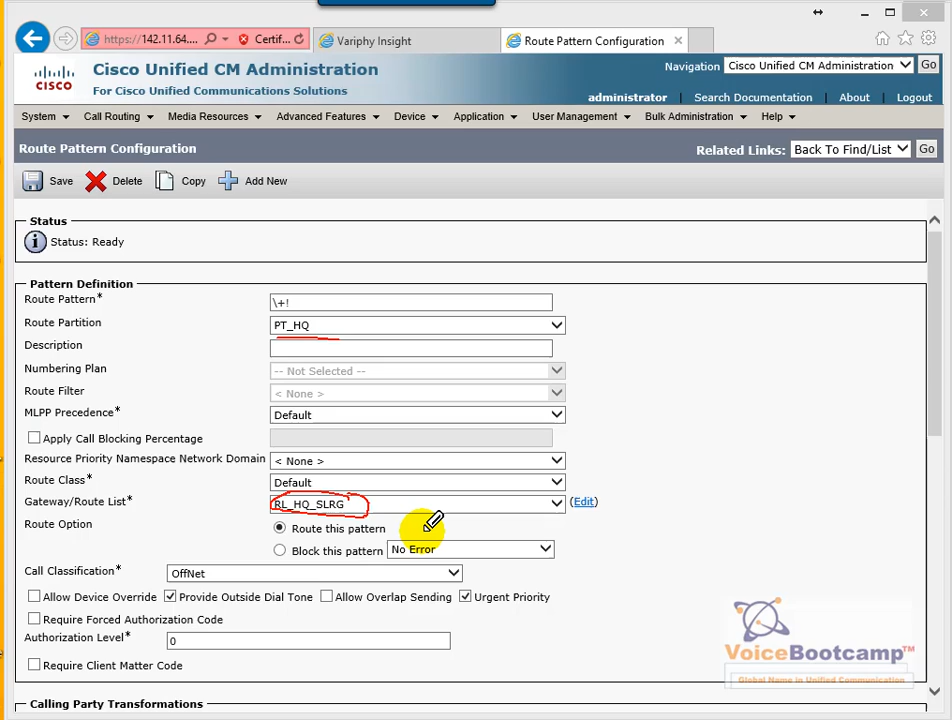 https://142.11.64.... Certif... Variphy Insight Route Pattern Configuration
CISCO
Cisco Unified CM Administration
For Cisco Unified Communications Solutions
Navigation Cisco Unified CM Administration Go
administrator Search Documentation About Logout
System Call Routing Media Resources Advanced Features Device Application User Management Bulk Administration Help
Route Pattern Configuration
Related Links: Back To Find/List Go
Save Delete Copy Add New
Status
Status: Ready
Pattern Definition
Route Pattern* \+!
Route Partition PT_HQ
Description
Numbering Plan -- Not Selected --
Route Filter < None >
MLPP Precedence* Default
Apply Call Blocking Percentage
Resource Priority Namespace Network Domain < None >
Route Class* Default
Gateway/Route List* RL_HQ_SLRG (Edit)
Route Option Route this pattern
Block this pattern No Error
Call Classification* OffNet
Allow Device Override Provide Outside Dial Tone Allow Overlap Sending Urgent Priority
Require Forced Authorization Code
Authorization Level* 0
Require Client Matter Code
Calling Party Transformations
VoiceBootcamp™
Global Name in Unified Communication